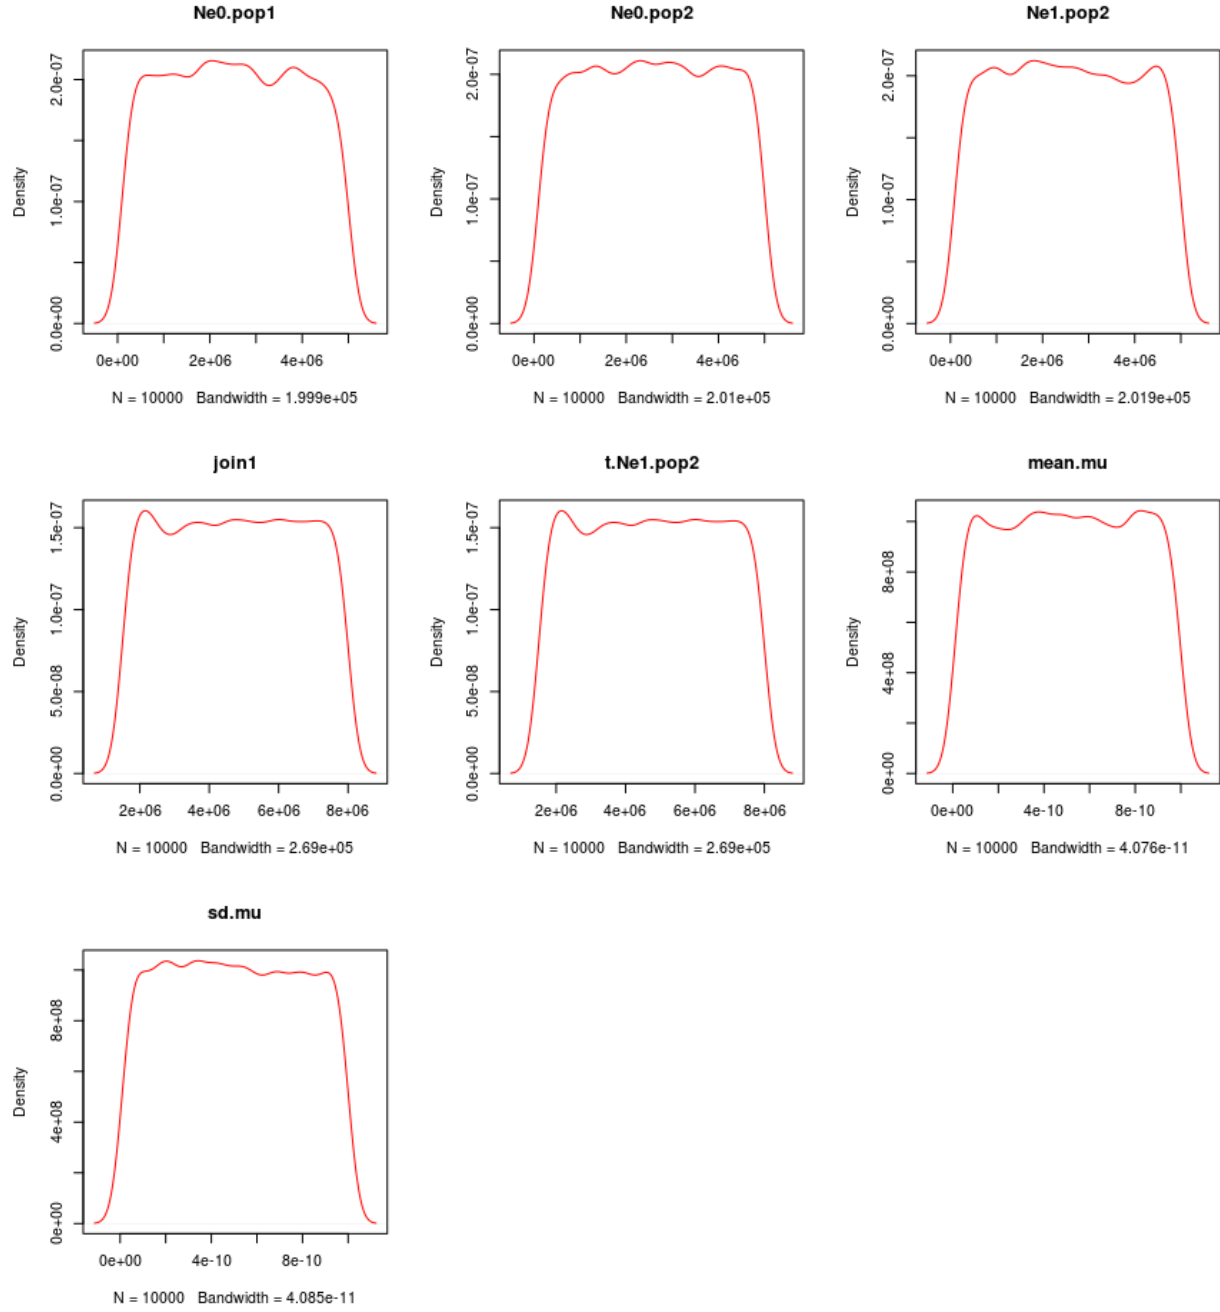 Ne0.pop1
Density
0.0e+00 1.0e-07 2.0e-07
0e+00 2e+06 4e+06
N = 10000 Bandwidth = 1.999e+05
Ne0.pop2
Density
0.0e+00 1.0e-07 2.0e-07
0e+00 2e+06 4e+06
N = 10000 Bandwidth = 2.01e+05
Ne1.pop2
Density
0.0e+00 1.0e-07 2.0e-07
0e+00 2e+06 4e+06
N = 10000 Bandwidth = 2.019e+05
join1
Density
0.0e+00 5.0e-08 1.0e-07 1.5e-07
2e+06 4e+06 6e+06 8e+06
N = 10000 Bandwidth = 2.69e+05
t.Ne1.pop2
Density
0.0e+00 5.0e-08 1.0e-07 1.5e-07
2e+06 4e+06 6e+06 8e+06
N = 10000 Bandwidth = 2.69e+05
mean.mu
Density
0e+00 4e+08 8e+08
0e+00 4e-10 8e-10
N = 10000 Bandwidth = 4.076e-11
sd.mu
Density
0e+00 4e+08 8e+08
0e+00 4e-10 8e-10
N = 10000 Bandwidth = 4.085e-11